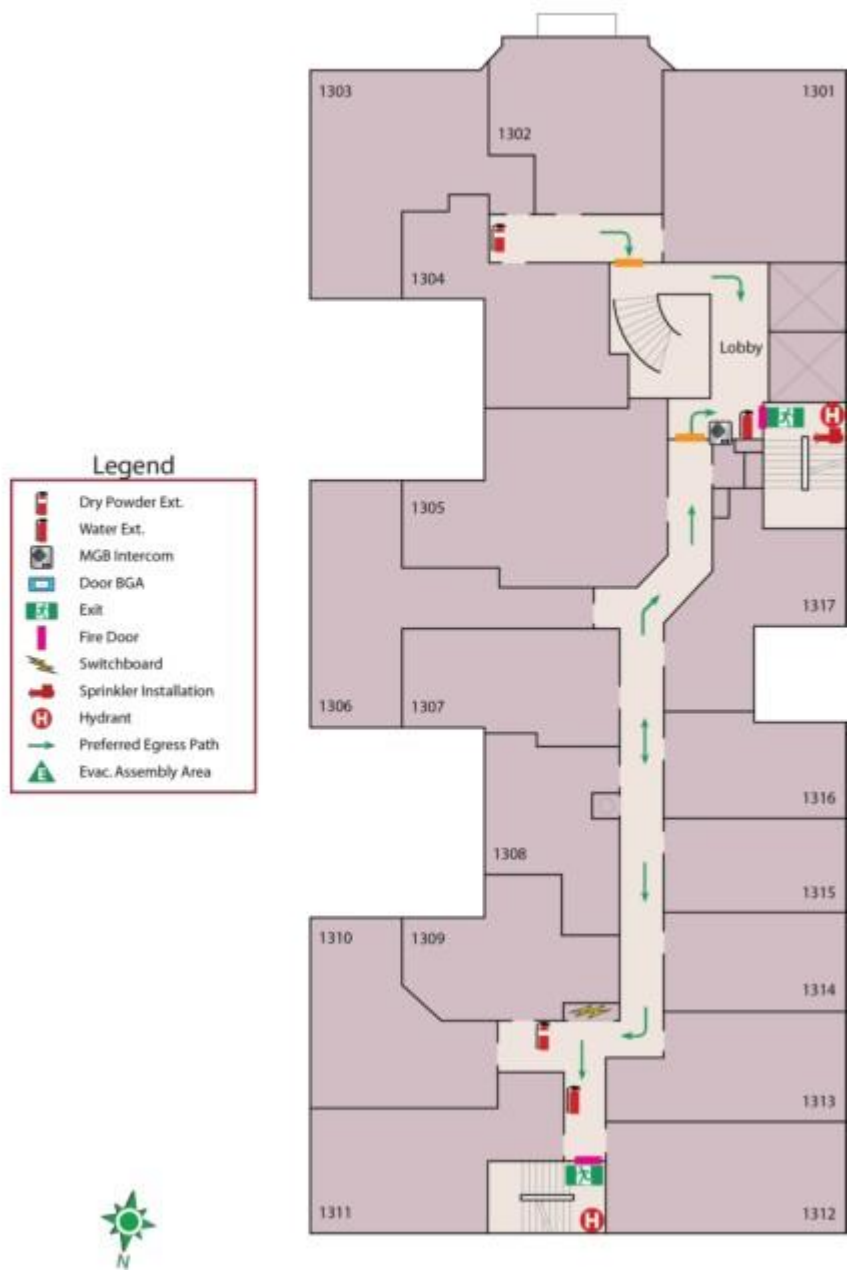 1303
1301
1302
1304
Lobby
H
Legend
Dry Powder Ext.
Water Ext.
MGB Intercom
Door BGA
Exit
Fire Door
Switchboard
Sprinkler Installation
H
Hydrant
Preferred Egress Path
E
Evac. Assembly Area
1305
1317
1306
1307
1316
1308
1315
1310
1309
1314
1313
1311
H
1312
N